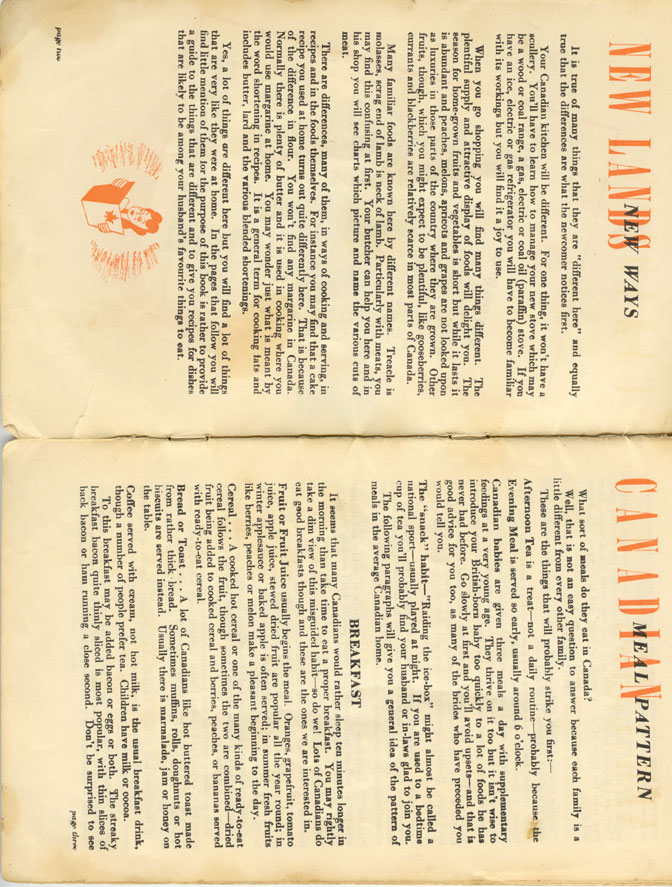 NEW LANDS
NEW WAYS
It is true of many things that they are "different here" and equally
true that the differences are what the newcomer notices first.
Your Canadian kitchen will be different. For one thing, it won't have a
scullery. You'll have to learn how to manage your new stove which may
be a wood or coal range, a gas, electric or coal oil (paraffin) stove. If you
have an ice, electric or gas refrigerator you will have to become familiar
with its workings but you will find it a joy to use.
When you go shopping you will find many things different. The
plentiful supply and attractive display of foods will delight you. The
season for home-grown fruits and vegetables is short but while it lasts it
is abundant and peaches, melons, apricots and grapes are not looked upon
as luxuries in those parts of the country where they are grown. Other
fruits, though, which you might expect to be plentiful, like gooseberries,
currants and blackberries are relatively scarce in most parts of Canada.
Many familiar foods are known here by different names. Treacle is
molasses, scrag end of lamb is neck of lamb. Particularly with meats, you
may find this confusing at first. Your butcher can help you here and in
his shop you will see charts which picture and name the various cuts of
meat.
There are differences, many of them, in ways of cooking and serving, in
recipes and in the foods themselves. For instance you may find that a cake
recipe you used at home turns out quite differently here. That is because
of the difference in flour. You won't find any margarine in Canada.
Normally there is plenty of butter and it is used in cooking where you
would use margarine at home. You may wonder just what is meant by
the word shortening in recipes. It is a general term for cooking fats and
includes butter, lard and the various blended shortenings.
Yes, a lot of things are different here but you will find a lot of things
that are very like they were at home. In the pages that follow you will
find little mention of them for the purpose of this book is rather to provide
a guide to the things that are different and to give you recipes for dishes
that are likely to be among your husband's favourite things to eat.
page two
CANADIAN
MEAL PATTERN
What sort of meals do they eat in Canada?
Well, that is not an easy question to answer because each family is a
little different from every other family.
These are the things that will probably strike you first:—
Afternoon Tea is a treat—not a daily routine—probably because the
Evening Meal is served so early, usually around 6 o'clock.
Canadian babies are given three meals a day with supplementary
feedings at a very young age. They thrive on it too, but it isn't wise to
introduce your British-born baby too quickly to a lot of foods he has
never had before. Go slowly at first and you'll avoid upsets—and that is
good advice for you too, as many of the brides who have preceded you
would tell you.
The "snack" habit—"Raiding the ice-box" might almost be called a
national sport—usually played at night. If you are used to a bedtime
cup of tea you'll probably find your husband or in-laws glad to join you.
The following paragraphs will give you a general idea of the pattern of
meals in the average Canadian home.
BREAKFAST
It seems that many Canadians would rather sleep ten minutes longer in
the morning than take time to eat a proper breakfast. You may rightly
take a dim view of this misguided habit—so do we! Lots of Canadians do
eat good breakfasts though and these are the ones we are interested in.
Fruit or Fruit Juice usually begins the meal. Oranges, grapefruit, tomato
juice, apple juice, stewed dried fruit are popular all the year round; in
winter applesauce or baked apple is often served; in summer fresh fruits
like berries, peaches or melon make a pleasant beginning to the day.
Cereal . . . A cooked hot cereal or one of the many kinds of ready-to-eat
cereal follows the fruit, though sometimes the two are combined—dried
fruit being added to cooked cereal and berries, peaches or bananas served
with ready-to-eat cereal.
Bread or Toast . . . A lot of Canadians like hot buttered toast made
from rather thick bread. Sometimes muffins, rolls, doughnuts or hot
biscuits are served instead. Usually there is marmalade, jam or honey on
the table.
Coffee served with cream, not hot milk, is the usual breakfast drink,
though a number of people prefer tea. Children have milk or cocoa.
To this breakfast may be added bacon or eggs or both. The streaky
breakfast bacon quite thinly sliced is most popular, with thin slices of
back bacon or ham running a close second. Don't be surprised to see
page three